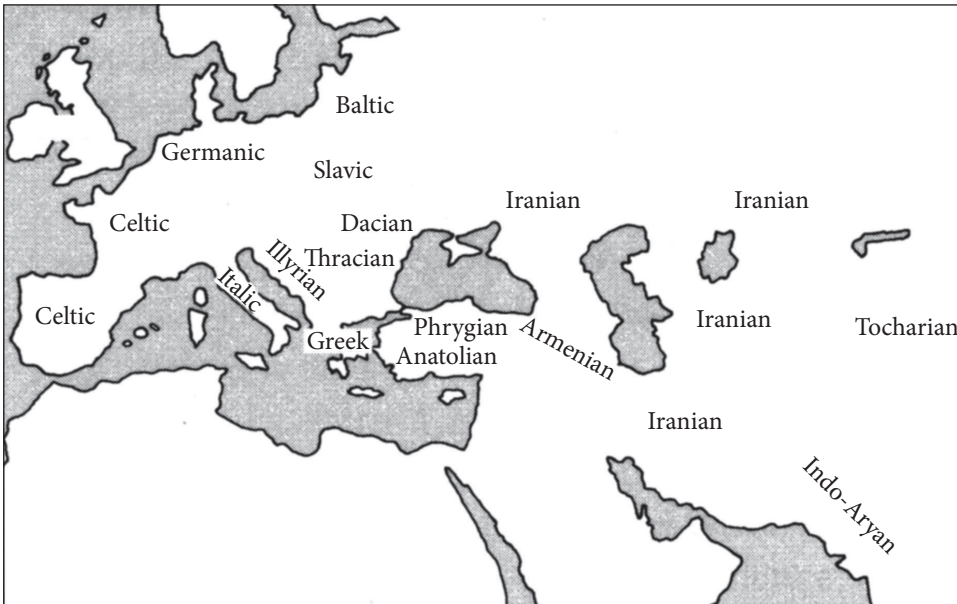 Baltic
Germanic
Slavic
Iranian
Iranian
Celtic
Dacian
Illyrian
Thracian
Italic
Celtic
Greek
Phrygian
Armenian
Iranian
Tocharian
Anatolian
Iranian
Indo-Aryan